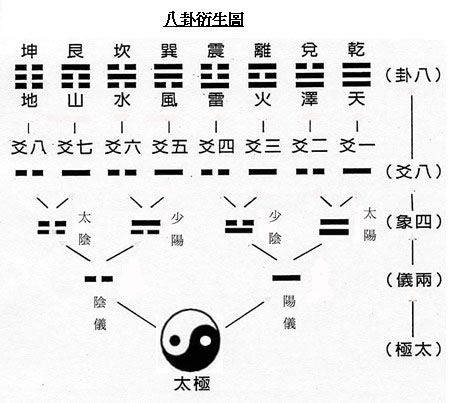 八卦衍生圖
坤 艮 坎 巽 震 離 兌 乾
(卦八)
地 山 水 風 雷 火 澤 天
爻八 爻七 爻六 爻五 爻四 爻三 爻二 爻一
(爻八)
太陰 少陽 少陰 太陽
(象四)
陰儀 陽儀
(儀兩)
太極
(極太)